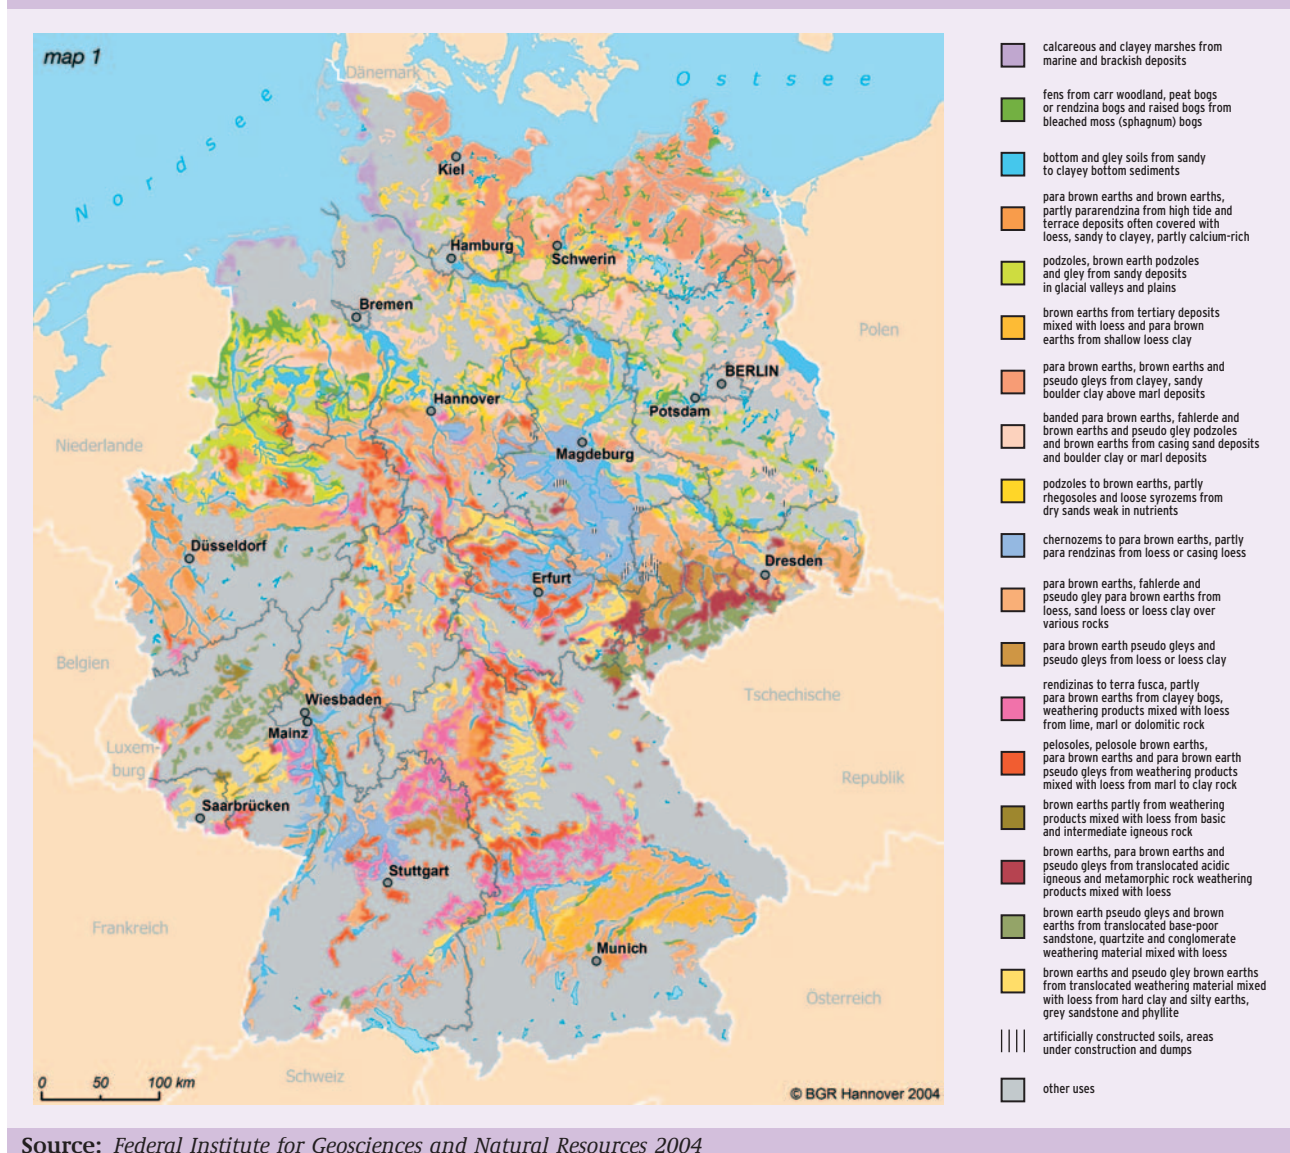 map 1
Dänemark
O s t s e e
N o r d s e e
Kiel
Hamburg
Schwerin
Bremen
Polen
BERLIN
Potsdam
Hannover
Niederlande
Magdeburg
Düsseldorf
Dresden
Erfurt
Belgien
Tschechische
Wiesbaden
Mainz
Luxem-
burg
Republik
Saarbrücken
Stuttgart
Frankreich
Munich
Österreich
Schweiz
0 50 100 km
© BGR Hannover 2004
calcareous and clayey marshes from
marine and brackish deposits
fens from carr woodland, peat bogs
or rendzina bogs and raised bogs from
bleached moss (sphagnum) bogs
bottom and gley soils from sandy
to clayey bottom sediments
para brown earths and brown earths,
partly pararendzina from high tide and
terrace deposits often covered with
loess, sandy to clayey, partly calcium-rich
podzoles, brown earth podzoles
and gley from sandy deposits
in glacial valleys and plains
brown earths from tertiary deposits
mixed with loess and para brown
earths from shallow loess clay
para brown earths, brown earths and
pseudo gleys from clayey, sandy
boulder clay above marl deposits
banded para brown earths, fahlerde and
brown earths and pseudo gley podzoles
and brown earths from casing sand deposits
and boulder clay or marl deposits
podzoles to brown earths, partly
rhegosoles and loose syrozems from
dry sands weak in nutrients
chernozems to para brown earths, partly
para rendzinas from loess or casing loess
para brown earths, fahlerde and
pseudo gley para brown earths from
loess, sand loess or loess clay over
various rocks
para brown earth pseudo gleys and
pseudo gleys from loess or loess clay
rendizinas to terra fusca, partly
para brown earths from clayey bogs,
weathering products mixed with loess
from lime, marl or dolomitic rock
pelosoles, pelosole brown earths,
para brown earths and para brown earth
pseudo gleys from weathering products
mixed with loess from marl to clay rock
brown earths partly from weathering
products mixed with loess from basic
and intermediate igneous rock
brown earths, para brown earths and
pseudo gleys from translocated acidic
igneous and metamorphic rock weathering
products mixed with loess
brown earth pseudo gleys and brown
earths from translocated base-poor
sandstone, quartzite and conglomerate
weathering material mixed with loess
brown earths and pseudo gley brown earths
from translocated weathering material mixed
with loess from hard clay and silty earths,
grey sandstone and phyllite
artificially constructed soils, areas
under construction and dumps
other uses
Source: Federal Institute for Geosciences and Natural Resources 2004